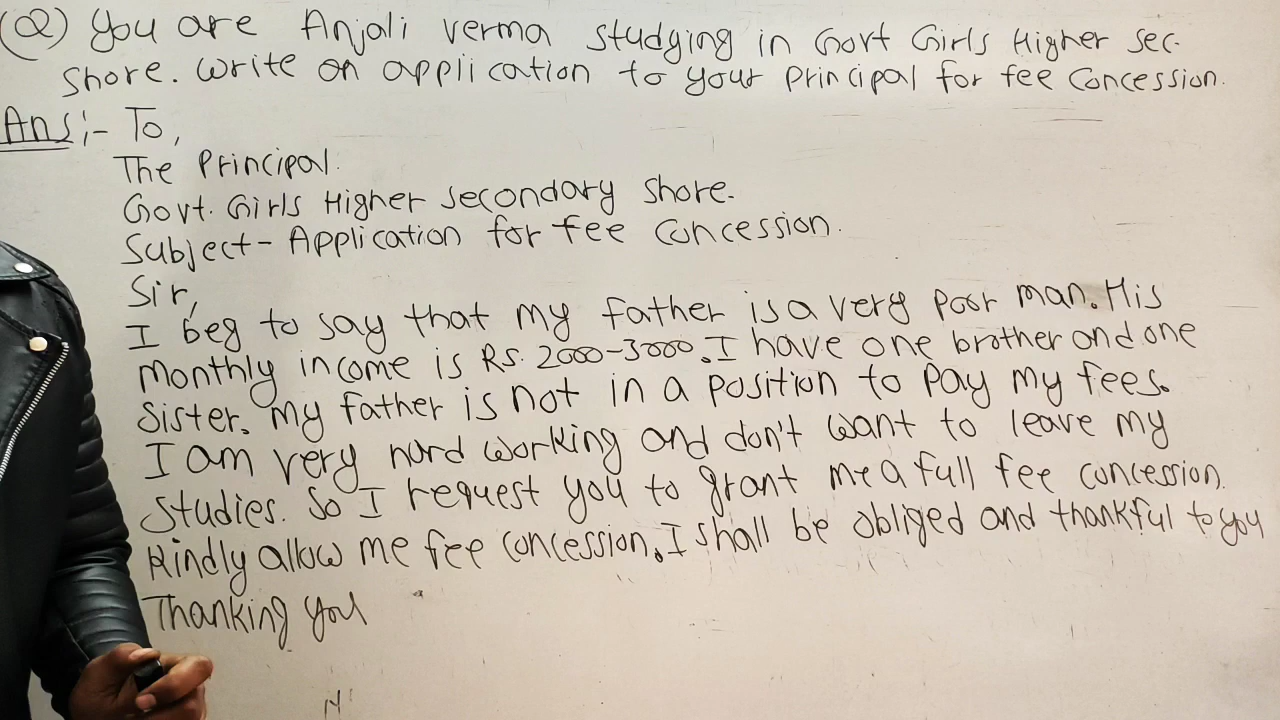 (Q) You are Anjali verma studying in Govt Girls Higher sec.
Shore. Write an application to your principal for fee concession.
Ans:- To,
The Principal.
Govt. Girls Higher Secondary Shore.
Subject- Application for fee concession.
Sir,
I beg to say that my father is a very poor man. His
monthly income is Rs. 2000-3000. I have one brother and one
sister. my father is not in a position to pay my fees.
I am very hard working and don't want to leave my
studies. So I request you to grant me a full fee concession.
Kindly allow me fee concession. I shall be obliged and thankful to you
Thanking you